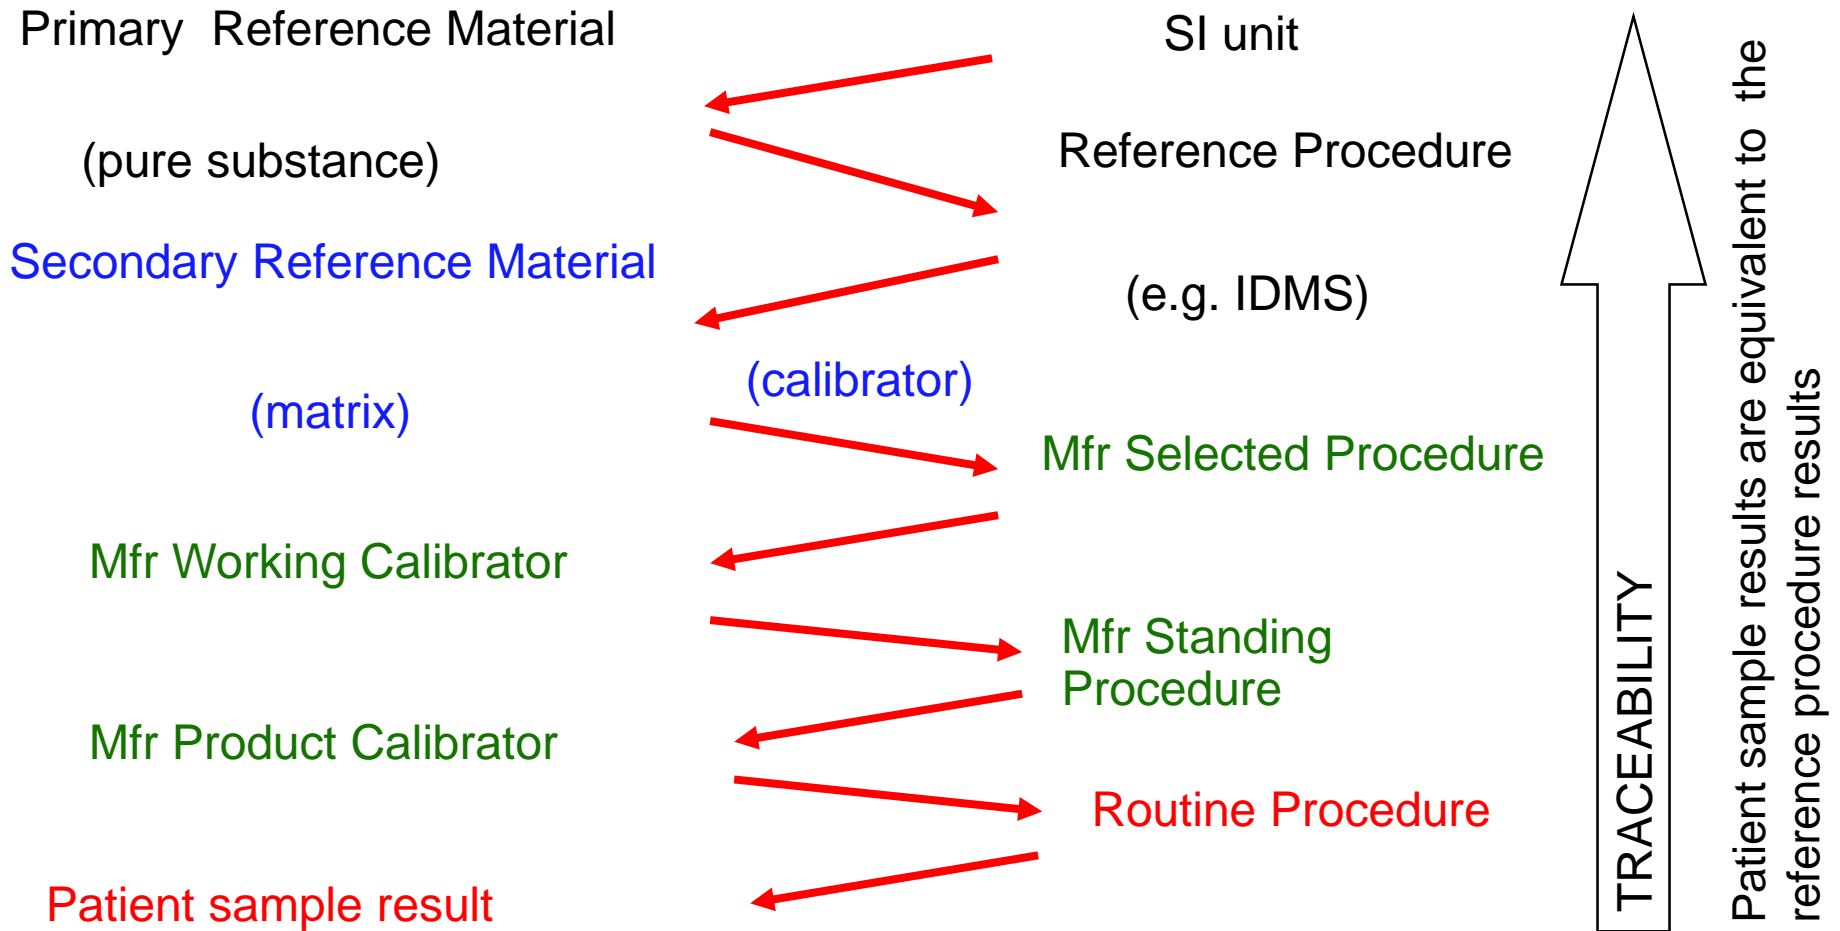 Primary Reference Material
SI unit
(pure substance)
Reference Procedure
Secondary Reference Material
(e.g. IDMS)
(matrix)
(calibrator)
Mfr Selected Procedure
Mfr Working Calibrator
Mfr Standing
Procedure
Mfr Product Calibrator
Routine Procedure
Patient sample result
TRACEABILITY
Patient sample results are equivalent to the
reference procedure results